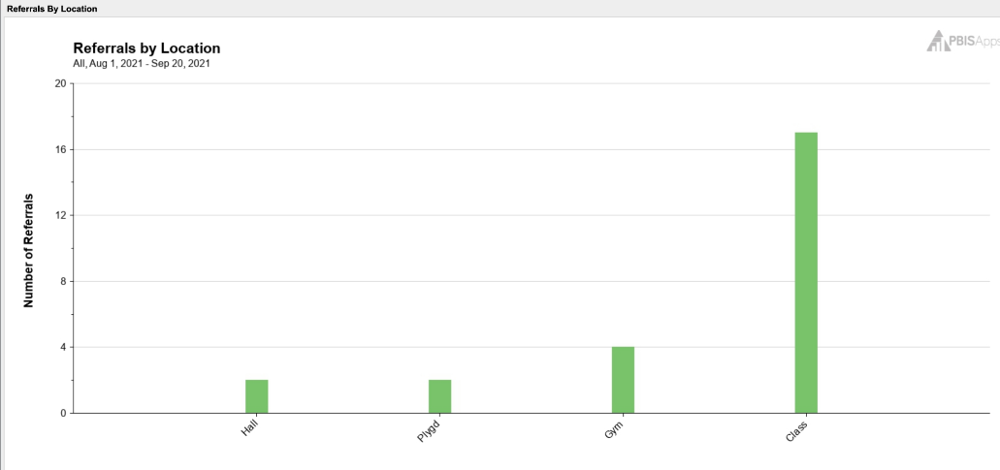 Referrals By Location
Referrals by Location
All, Aug 1, 2021 - Sep 20, 2021
PBISApps
20
16
12
8
4
0
Number of Referrals
Hall
Plygd
Gym
Class